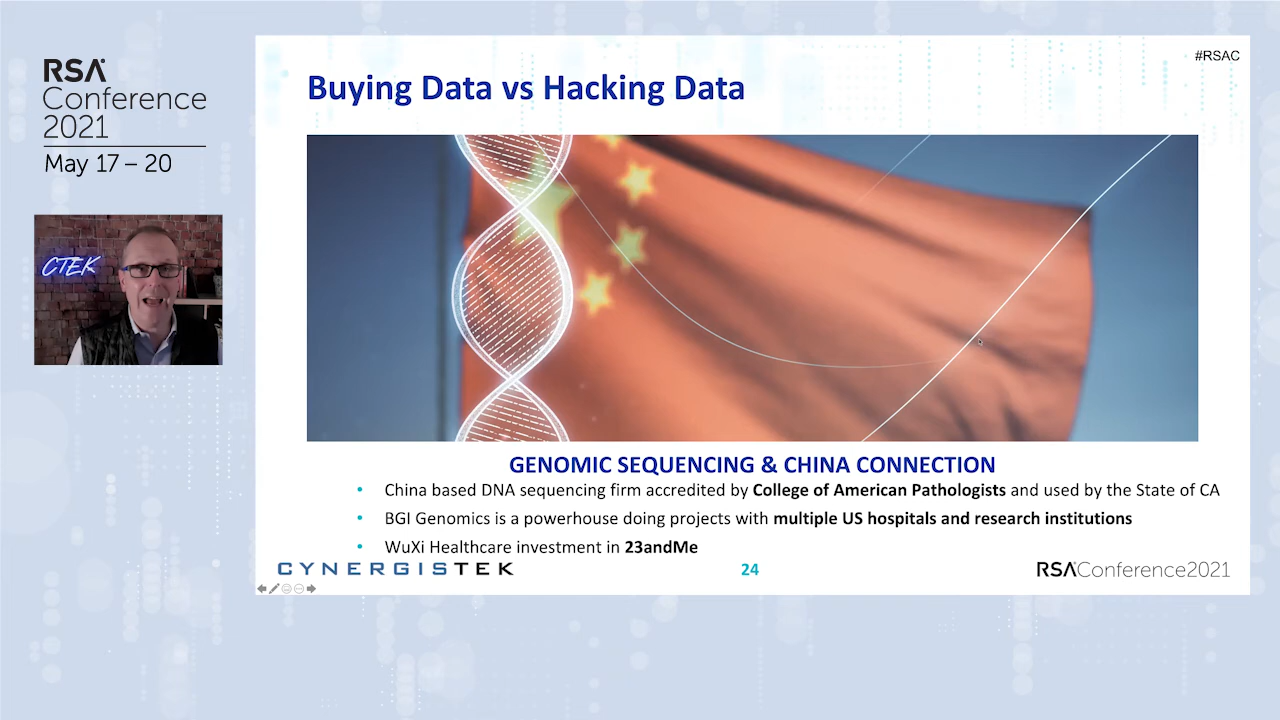 RSA
Conference
2021
May 17 – 20
CTEK
#RSAC
Buying Data vs Hacking Data
GENOMIC SEQUENCING & CHINA CONNECTION
• China based DNA sequencing firm accredited by College of American Pathologists and used by the State of CA
• BGI Genomics is a powerhouse doing projects with multiple US hospitals and research institutions
• WuXi Healthcare investment in 23andMe
CYNERGISTEK
24
RSAConference2021